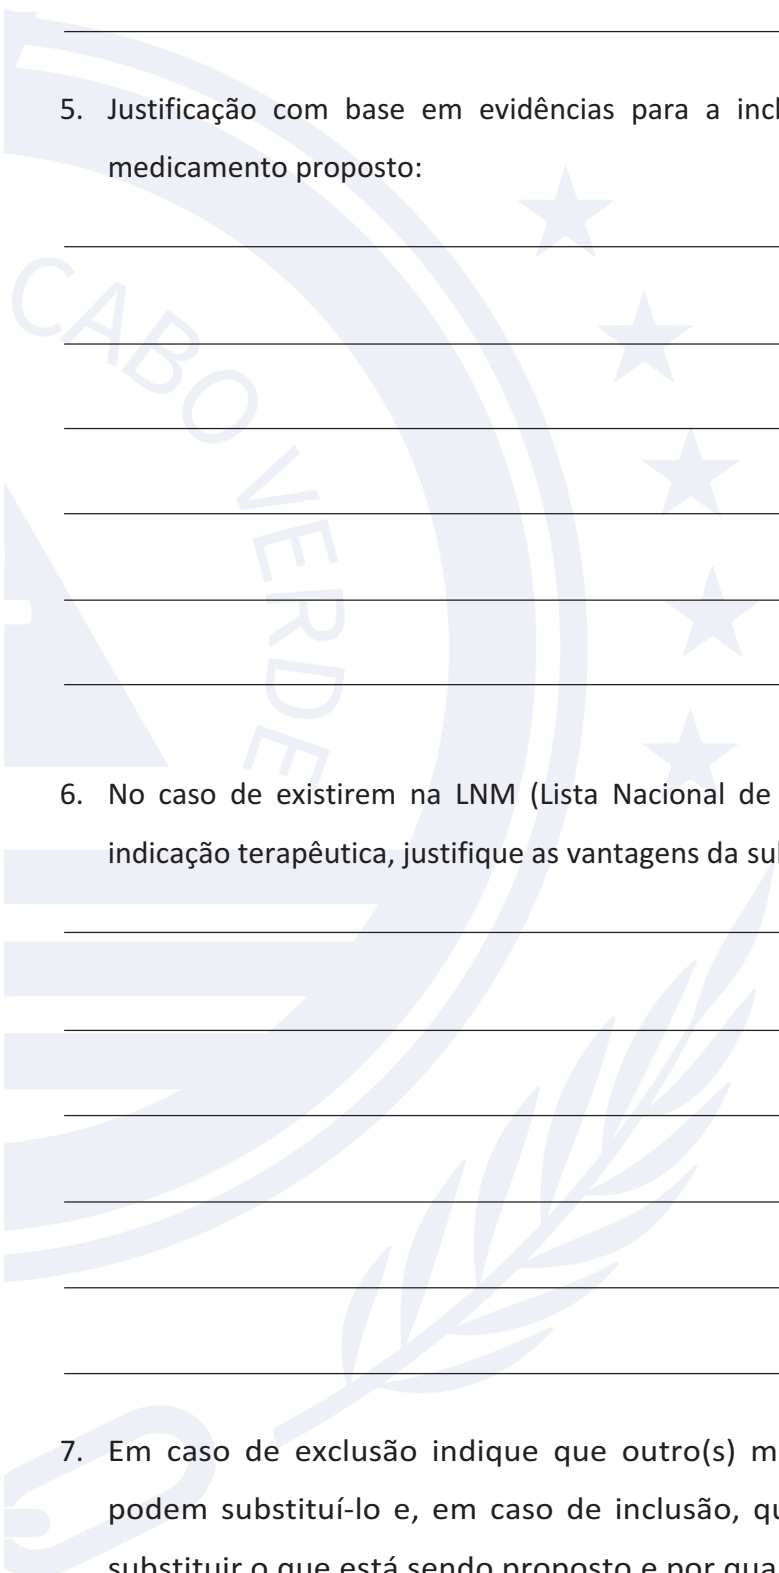 5. Justificação com base em evidências para a incl
medicamento proposto:
CABO VERDE
6. No caso de existirem na LNM (Lista Nacional de
indicação terapêutica, justifique as vantagens da sul
7. Em caso de exclusão indique que outro(s) m
podem substituí-lo e, em caso de inclusão, qu
substituir o que está sendo proposto e por qua